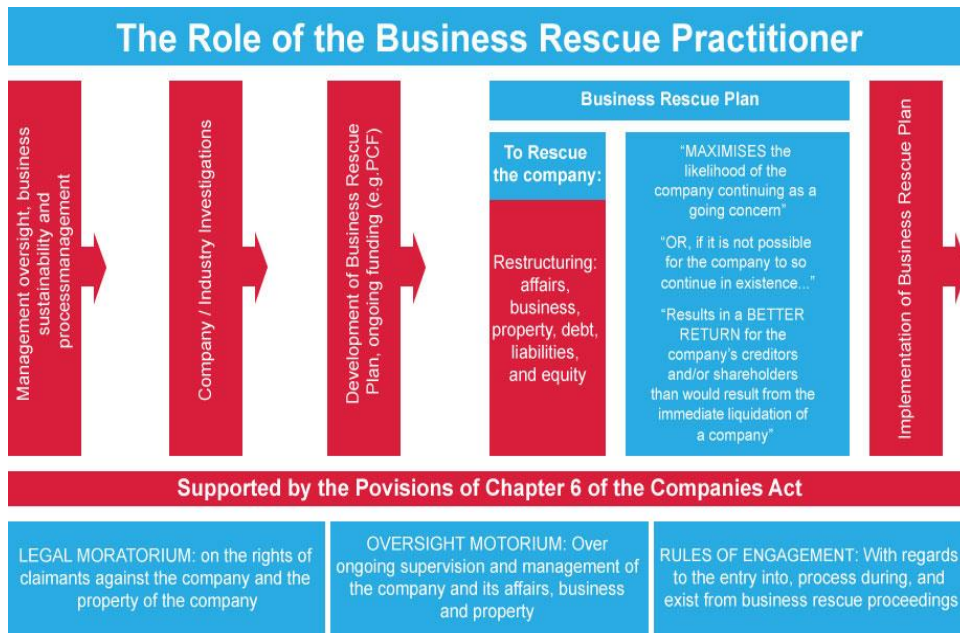 The Role of the Business Rescue Practitioner
Management oversight, business
sustainability and
processmanagement
Company / Industry Investigations
Development of Business Rescue
Plan, ongoing funding (e.g.PCF)
Business Rescue Plan
To Rescue
the company:
Restructuring:
affairs,
business,
property, debt,
liabilities,
and equity
“MAXIMISES the
likelihood of the
company continuing as a
going concern”
“OR, if it is not possible
for the company to so
continue in existence...”
“Results in a BETTER
RETURN for the
company’s creditors
and/or shareholders
than would result from the
immediate liquidation of
a company”
Implementation of Business Rescue Plan
Supported by the Povisions of Chapter 6 of the Companies Act
LEGAL MORATORIUM: on the rights of
claimants against the company and the
property of the company
OVERSIGHT MOTORIUM: Over
ongoing supervision and management of
the company and its affairs, business
and property
RULES OF ENGAGEMENT: With regards
to the entry into, process during, and
exist from business rescue proceedings